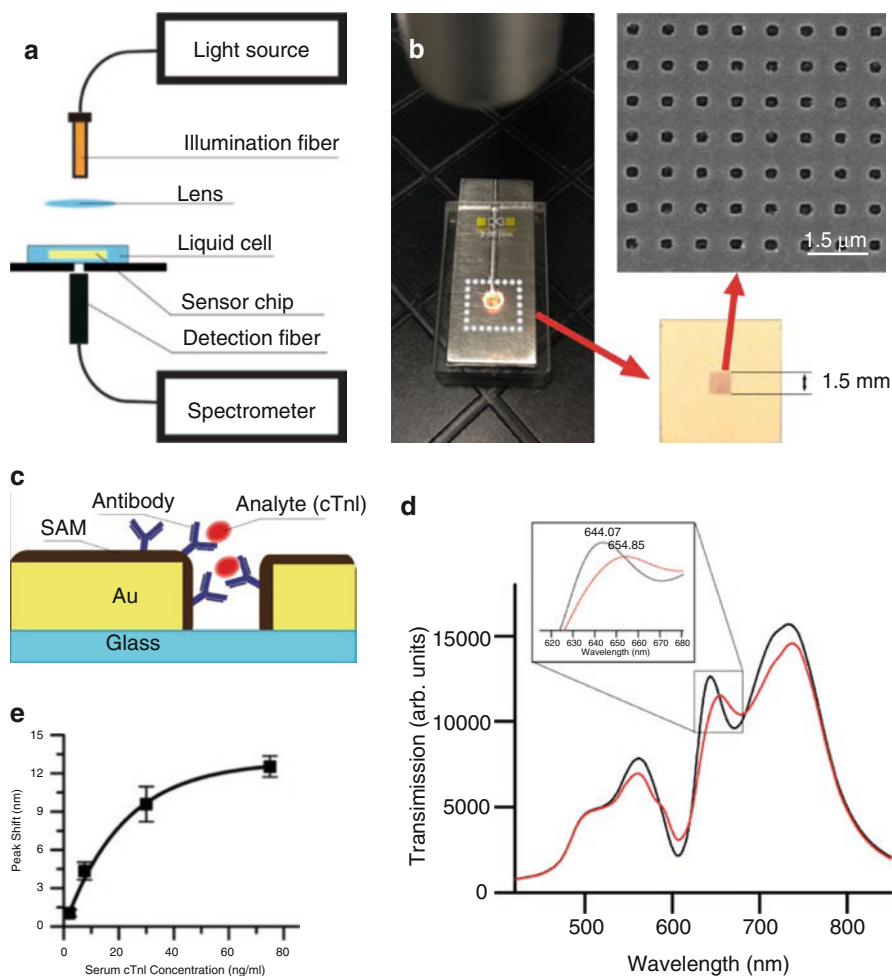 a
Light source
Illumination fiber
Lens
Liquid cell
Sensor chip
Detection fiber
Spectrometer
b
1.5 µm
1.5 mm
c
Antibody
Analyte (cTnI)
SAM
Au
Glass
d
644.07
654.85
620 630 640 650 660 670 680
Wavelength (nm)
15000
10000
5000
0
Transimission (arb. units)
500 600 700 800
Wavelength (nm)
e
15
12
9
6
3
0
Peak Shift (nm)
0 20 40 60 80
Serum cTnI Concentration (ng/ml)